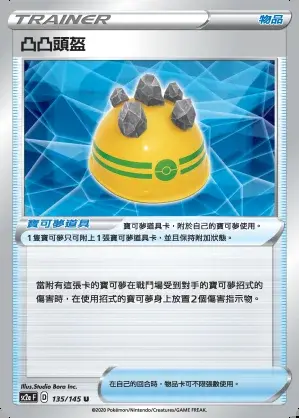 TRAINER 物品
凸凸頭盔
寶可夢道具 寶可夢道具卡，附於自己的寶可夢使用。
1隻寶可夢只可附上1張寶可夢道具卡，並且保持附加狀態。
當附有這張卡的寶可夢在戰鬥場受到對手的寶可夢招式的
傷害時，在使用招式的寶可夢身上放置2個傷害指示物。
Illus.Studio Bora Inc.
SC2a F D 135/145 U
在自己的回合時，物品卡可不限張數使用。
©2020 Pokémon/Nintendo/Creatures/GAME FREAK.